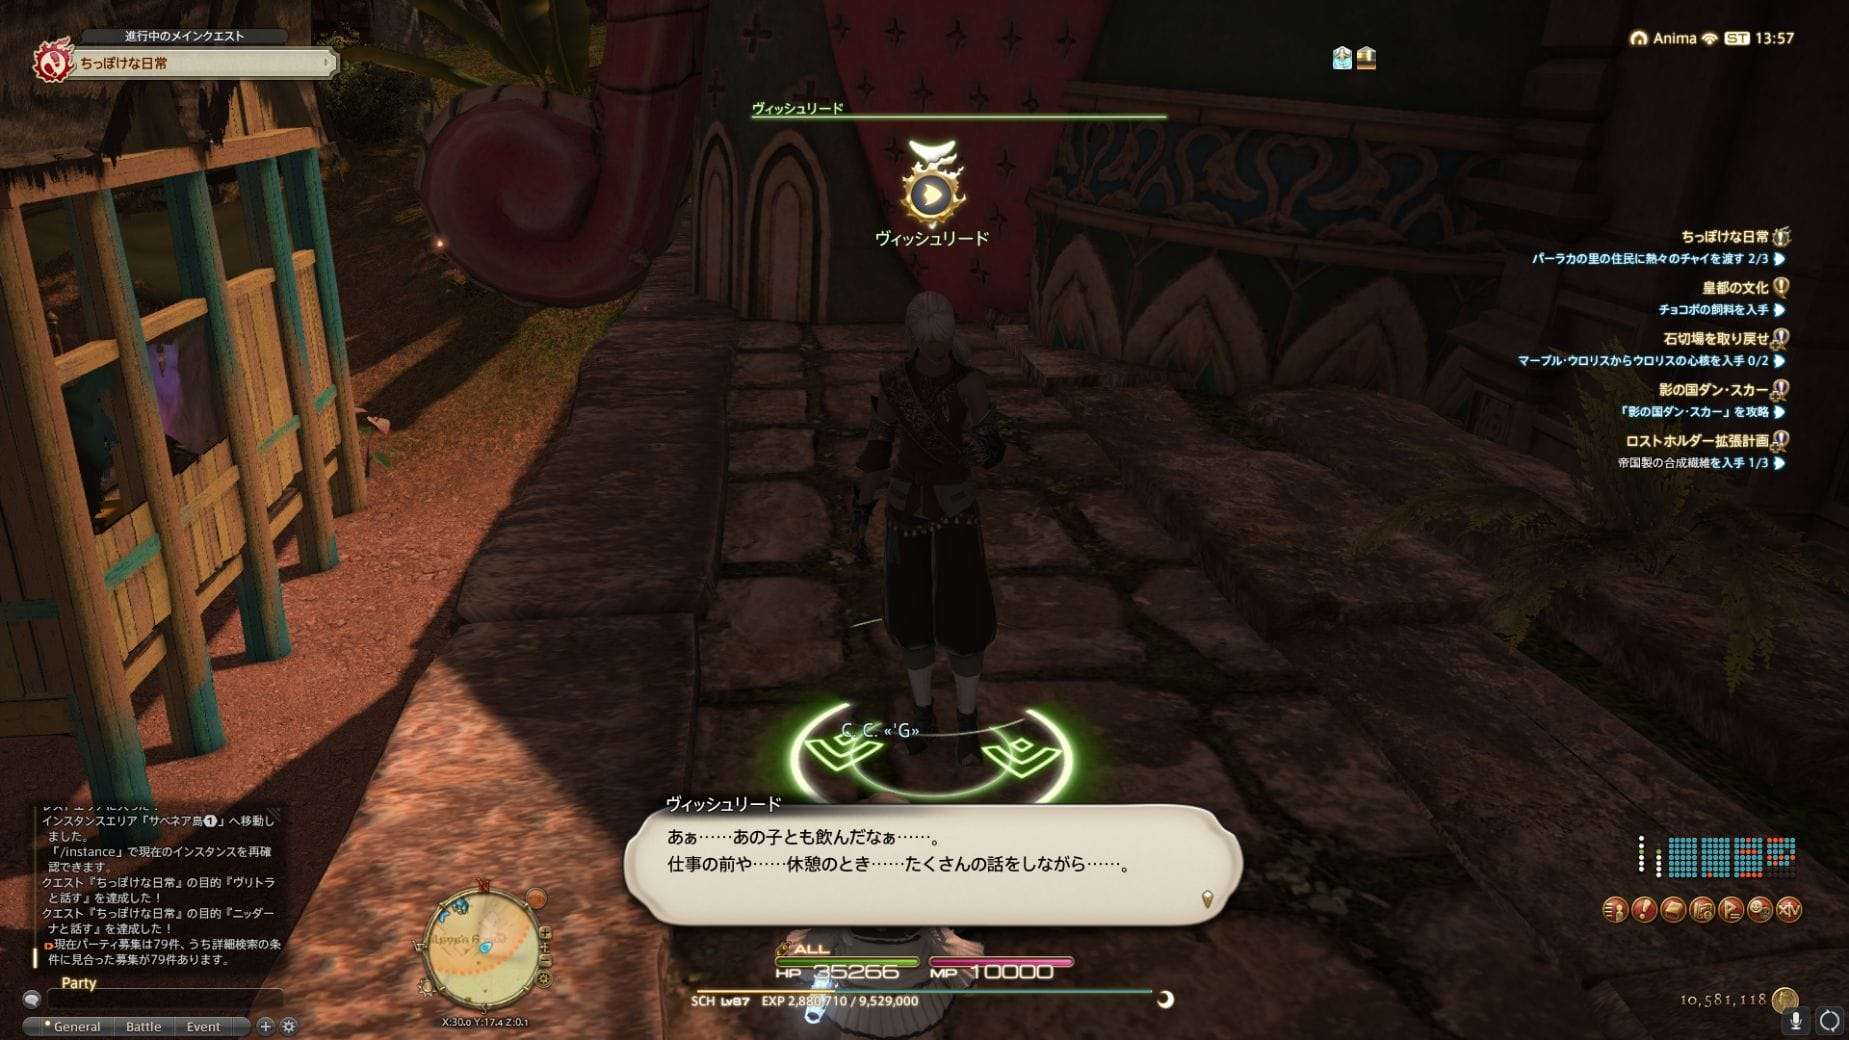 進行中のメインクエスト
ちっぽけな日常
Anima ST 13:57
ヴィッシュリード
ヴィッシュリード
ちっぽけな日常
パーラカの里の住民に熱々のチャイを渡す 2/3
皇都の文化
チョコボの飼料を入手
石切場を取り戻せ
マーブル・ウロリスからウロリスの心核を入手 0/2
影の国ダン・スカー
「影の国ダン・スカー」を攻略
ロストホルダー拡張計画
帝国製の合成繊維を入手 1/3
C. C. «'G»
ヴィッシュリード
あぁ……あの子とも飲んだなぁ……。
仕事の前や……休憩のとき……たくさんの話をしながら……。
インスタンスエリア「サベネア島1」へ移動し
ました。
「/instance」で現在のインスタンスを再確
認できます。
クエスト『ちっぽけな日常』の目的『ヴリトラ
と話す』を達成した！
クエスト『ちっぽけな日常』の目的『ニッダー
ナと話す』を達成した！
現在パーティ募集は79件、うち詳細検索の条
件に見合った募集が79件あります。
Party
General Battle Event
X:30.0 Y:17.4 Z:0.1
ALL
HP 35266 MP 10000
SCH Lv87 EXP 2,880,710 / 9,529,000
10,581,118